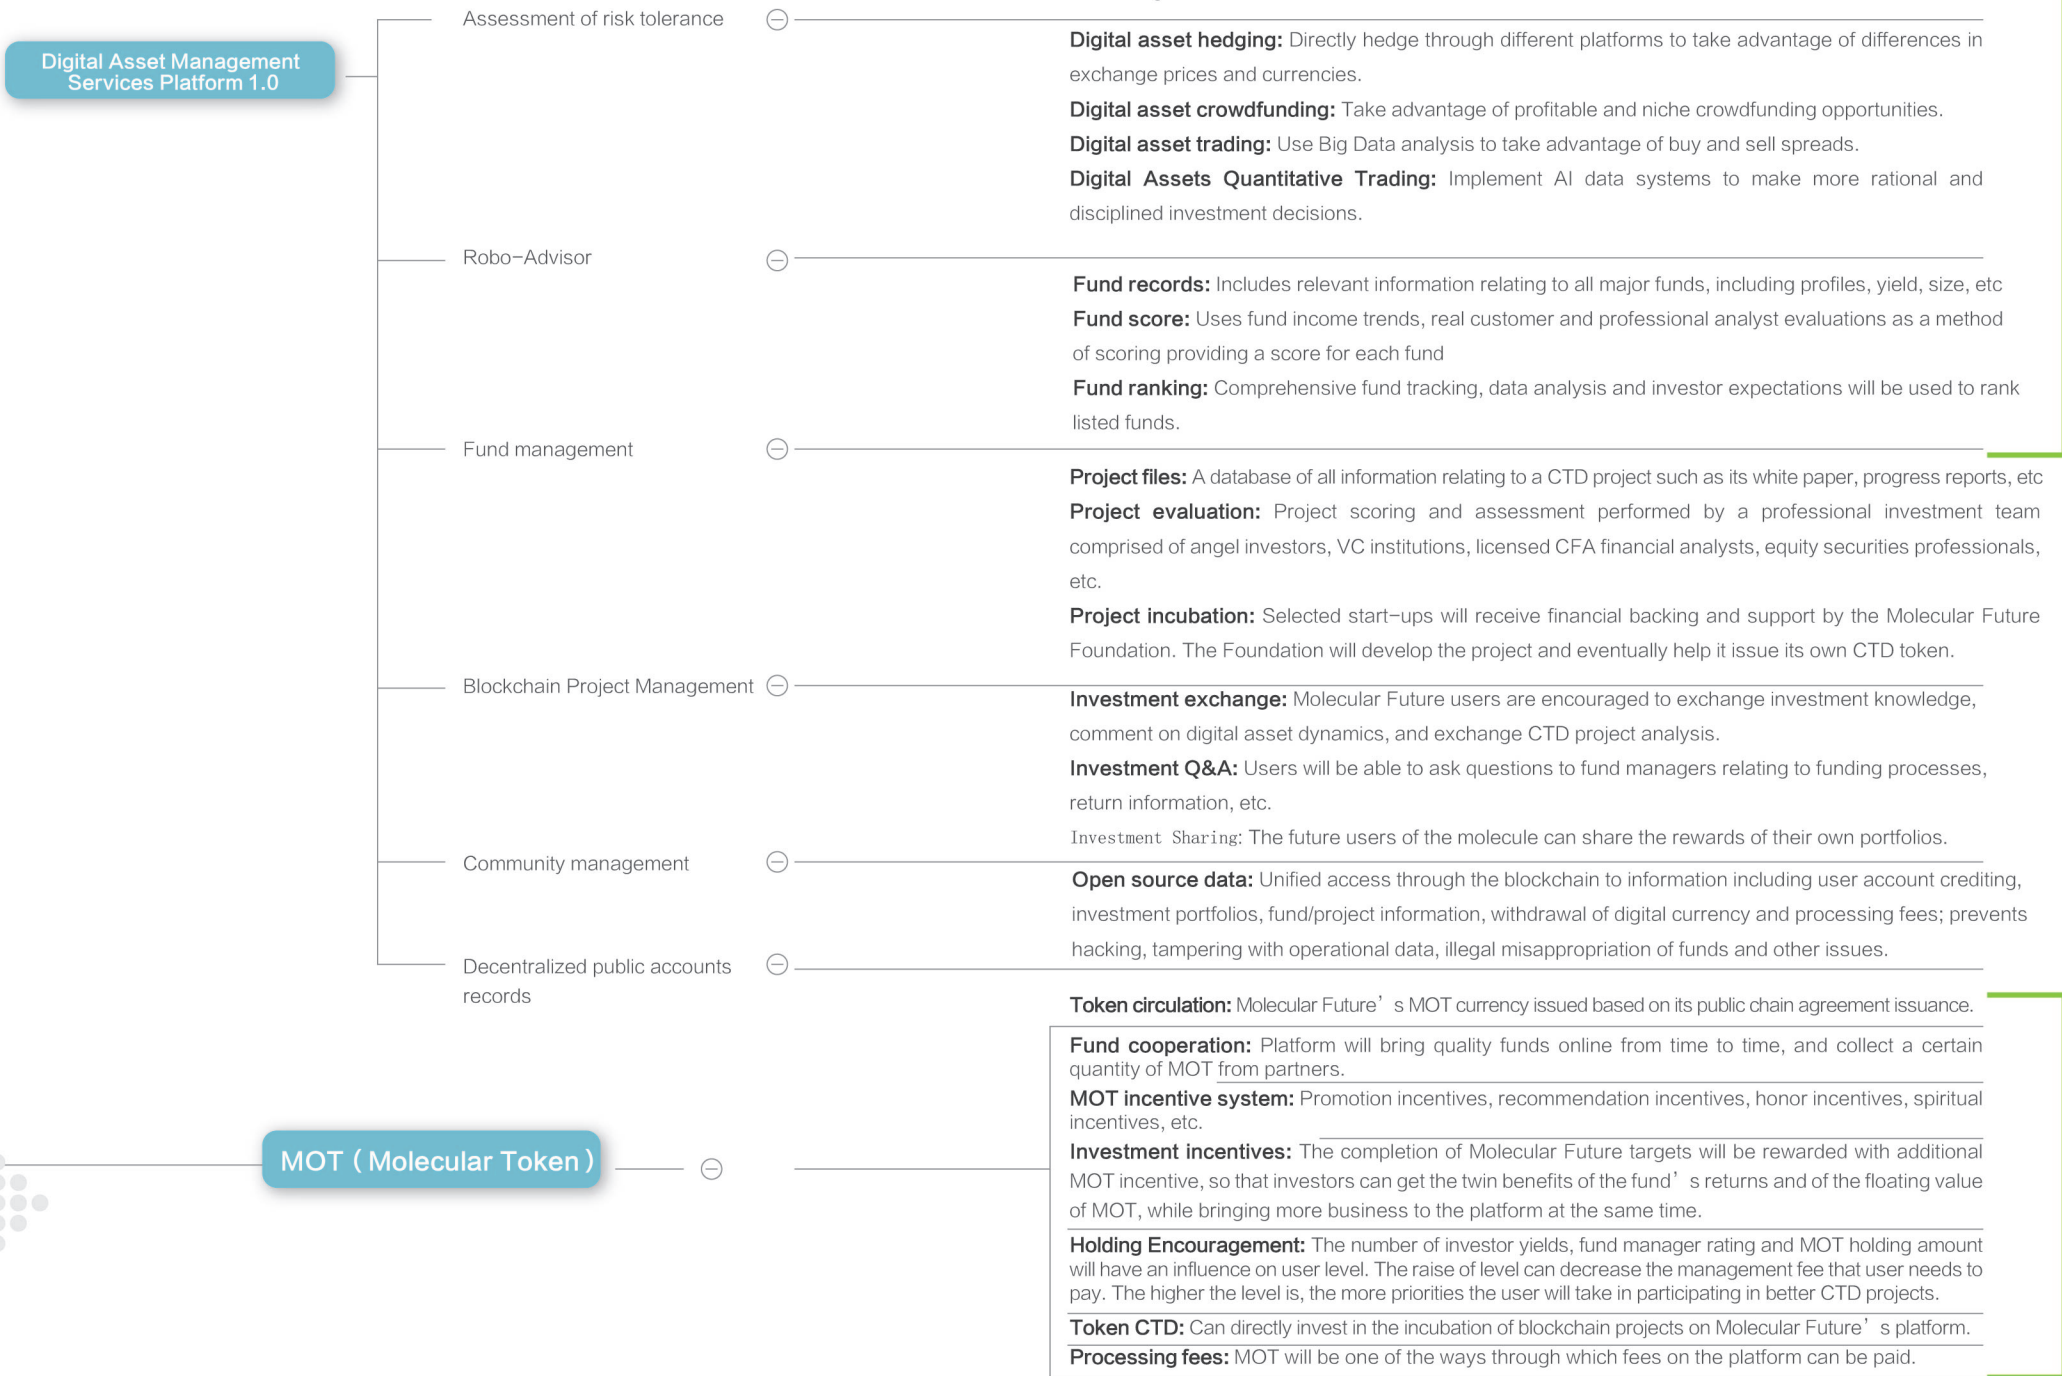 Assessment of risk tolerance
Digital Asset Management
Services Platform 1.0
Digital asset hedging: Directly hedge through different platforms to take advantage of differences in
exchange prices and currencies.
Digital asset crowdfunding: Take advantage of profitable and niche crowdfunding opportunities.
Digital asset trading: Use Big Data analysis to take advantage of buy and sell spreads.
Digital Assets Quantitative Trading: Implement AI data systems to make more rational and
disciplined investment decisions.
Robo-Advisor
Fund records: Includes relevant information relating to all major funds, including profiles, yield, size, etc
Fund score: Uses fund income trends, real customer and professional analyst evaluations as a method
of scoring providing a score for each fund
Fund ranking: Comprehensive fund tracking, data analysis and investor expectations will be used to rank
listed funds.
Fund management
Project files: A database of all information relating to a CTD project such as its white paper, progress reports, etc
Project evaluation: Project scoring and assessment performed by a professional investment team
comprised of angel investors, VC institutions, licensed CFA financial analysts, equity securities professionals,
etc.
Project incubation: Selected start-ups will receive financial backing and support by the Molecular Future
Foundation. The Foundation will develop the project and eventually help it issue its own CTD token.
Blockchain Project Management
Investment exchange: Molecular Future users are encouraged to exchange investment knowledge,
comment on digital asset dynamics, and exchange CTD project analysis.
Investment Q&A: Users will be able to ask questions to fund managers relating to funding processes,
return information, etc.
Investment Sharing: The future users of the molecule can share the rewards of their own portfolios.
Community management
Open source data: Unified access through the blockchain to information including user account crediting,
investment portfolios, fund/project information, withdrawal of digital currency and processing fees; prevents
hacking, tampering with operational data, illegal misappropriation of funds and other issues.
Decentralized public accounts
records
Token circulation: Molecular Future's MOT currency issued based on its public chain agreement issuance.
Fund cooperation: Platform will bring quality funds online from time to time, and collect a certain
quantity of MOT from partners.
MOT incentive system: Promotion incentives, recommendation incentives, honor incentives, spiritual
incentives, etc.
MOT ( Molecular Token )
Investment incentives: The completion of Molecular Future targets will be rewarded with additional
MOT incentive, so that investors can get the twin benefits of the fund's returns and of the floating value
of MOT, while bringing more business to the platform at the same time.
Holding Encouragement: The number of investor yields, fund manager rating and MOT holding amount
will have an influence on user level. The raise of level can decrease the management fee that user needs to
pay. The higher the level is, the more priorities the user will take in participating in better CTD projects.
Token CTD: Can directly invest in the incubation of blockchain projects on Molecular Future's platform.
Processing fees: MOT will be one of the ways through which fees on the platform can be paid.